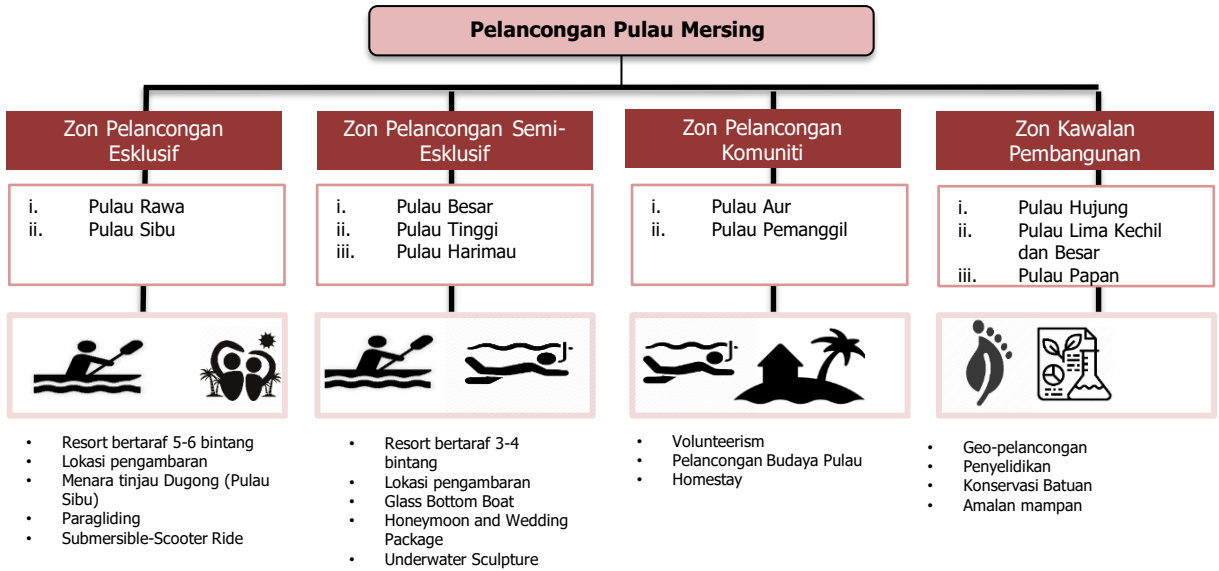 Pelancongan Pulau Mersing
Zon Pelancongan
Esklusif
i. Pulau Rawa
ii. Pulau Sibu
• Resort bertaraf 5-6 bintang
• Lokasi pengambaran
• Menara tinjau Dugong (Pulau
Sibu)
• Paragliding
• Submersible-Scooter Ride
Zon Pelancongan Semi-
Esklusif
i. Pulau Besar
ii. Pulau Tinggi
iii. Pulau Harimau
• Resort bertaraf 3-4
bintang
• Lokasi pengambaran
• Glass Bottom Boat
• Honeymoon and Wedding
Package
• Underwater Sculpture
Zon Pelancongan
Komuniti
i. Pulau Aur
ii. Pulau Pemanggil
• Volunteerism
• Pelancongan Budaya Pulau
• Homestay
Zon Kawalan
Pembangunan
i. Pulau Hujung
ii. Pulau Lima Kechil
dan Besar
iii. Pulau Papan
• Geo-pelancongan
• Penyelidikan
• Konservasi Batuan
• Amalan mampan